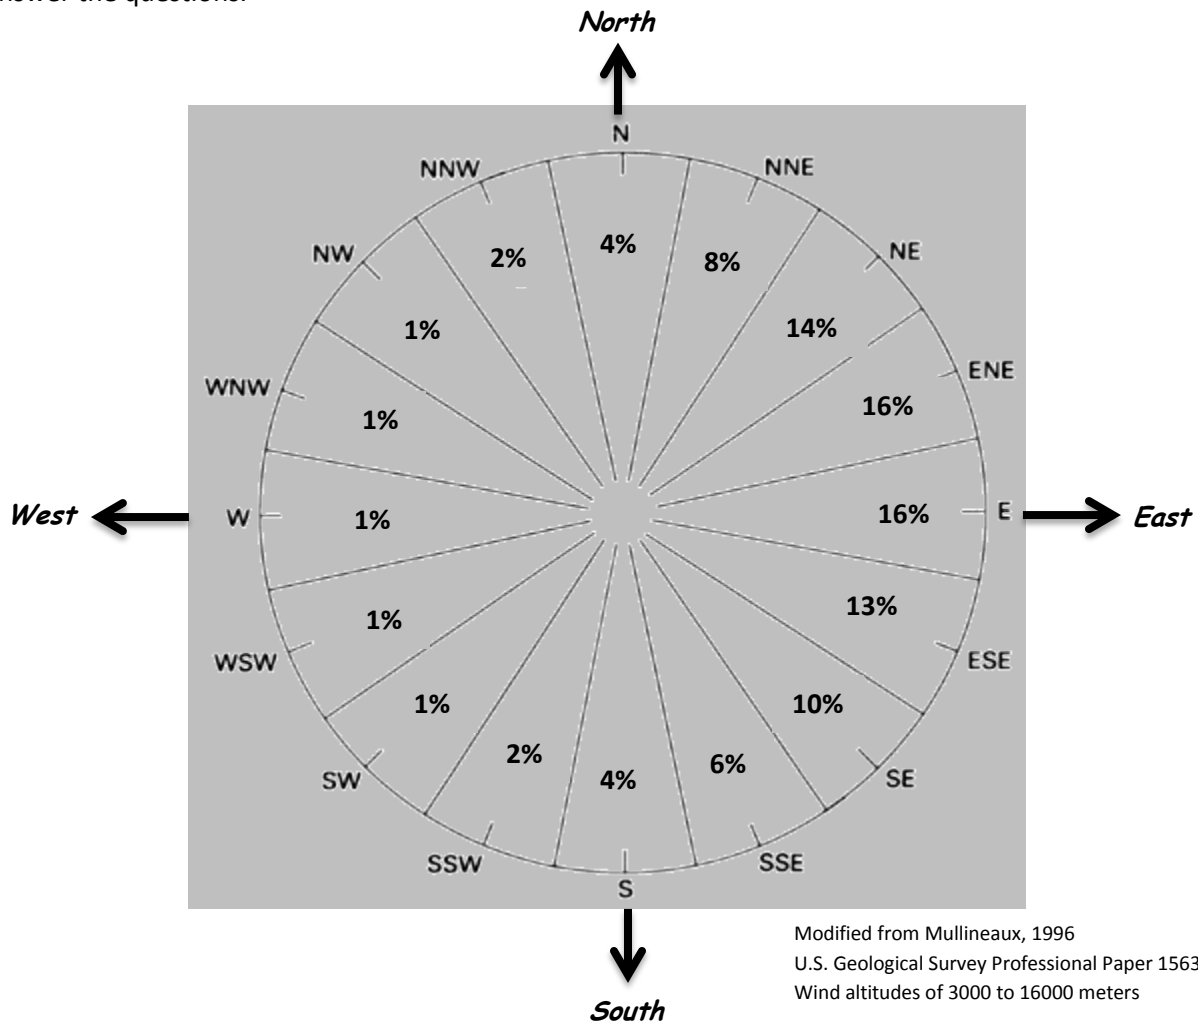 the questions.
North
N
NNW
NNE
2%
4%
8%
NW
NE
1%
14%
WNW
ENE
1%
16%
West
W
1%
16%
E
East
1%
13%
WSW
ESE
1%
10%
SW
2%
4%
6%
SE
SSW
SSE
S
Modified from Mullineaux, 1996
U.S. Geological Survey Professional Paper 1563
Wind altitudes of 3000 to 16000 meters
South